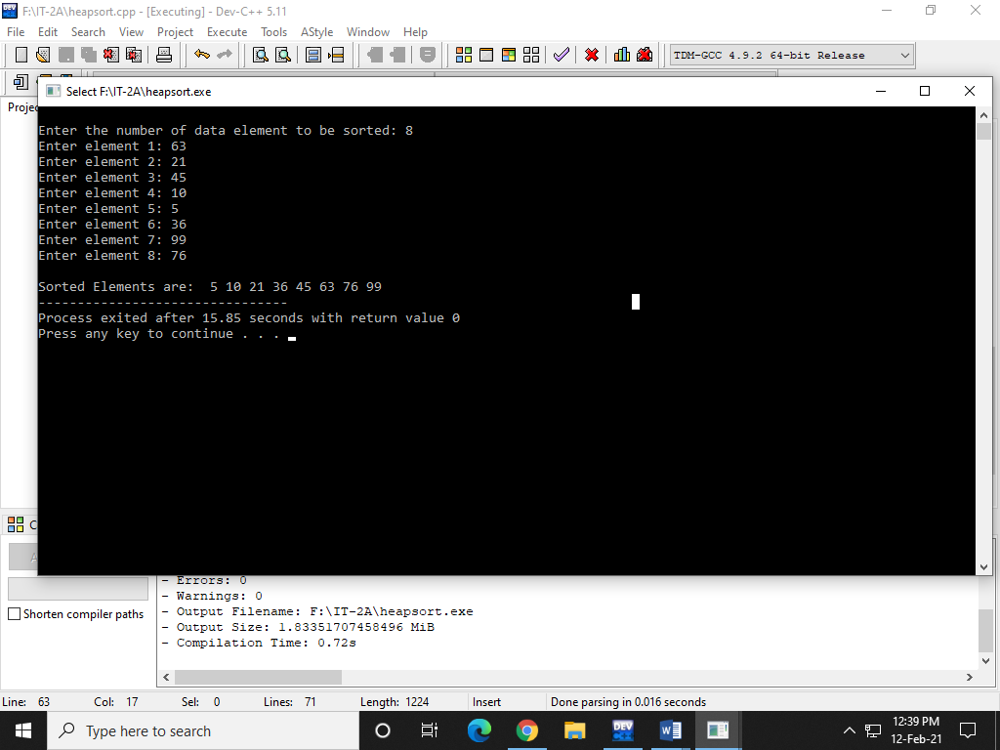 F:\IT-2A\heapsort.cpp - [Executing] - Dev-C++ 5.11
File Edit Search View Project Execute Tools AStyle Window Help
TDM-GCC 4.9.2 64-bit Release
Select F:\IT-2A\heapsort.exe
Enter the number of data element to be sorted: 8
Enter element 1: 63
Enter element 2: 21
Enter element 3: 45
Enter element 4: 10
Enter element 5: 5
Enter element 6: 36
Enter element 7: 99
Enter element 8: 76
Sorted Elements are:  5 10 21 36 45 63 76 99
--------------------------------
Process exited after 15.85 seconds with return value 0
Press any key to continue . . .
- Errors: 0
- Warnings: 0
- Output Filename: F:\IT-2A\heapsort.exe
- Output Size: 1.83351707458496 MiB
- Compilation Time: 0.72s
Shorten compiler paths
Line: 63 Col: 17 Sel: 0 Lines: 71 Length: 1224 Insert Done parsing in 0.016 seconds
Type here to search
DEV
12:39 PM
12-Feb-21